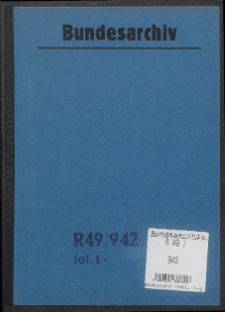 Bundesarchiv
R49/942
fol. 1-
Bundesarchiv
R 49 /
942